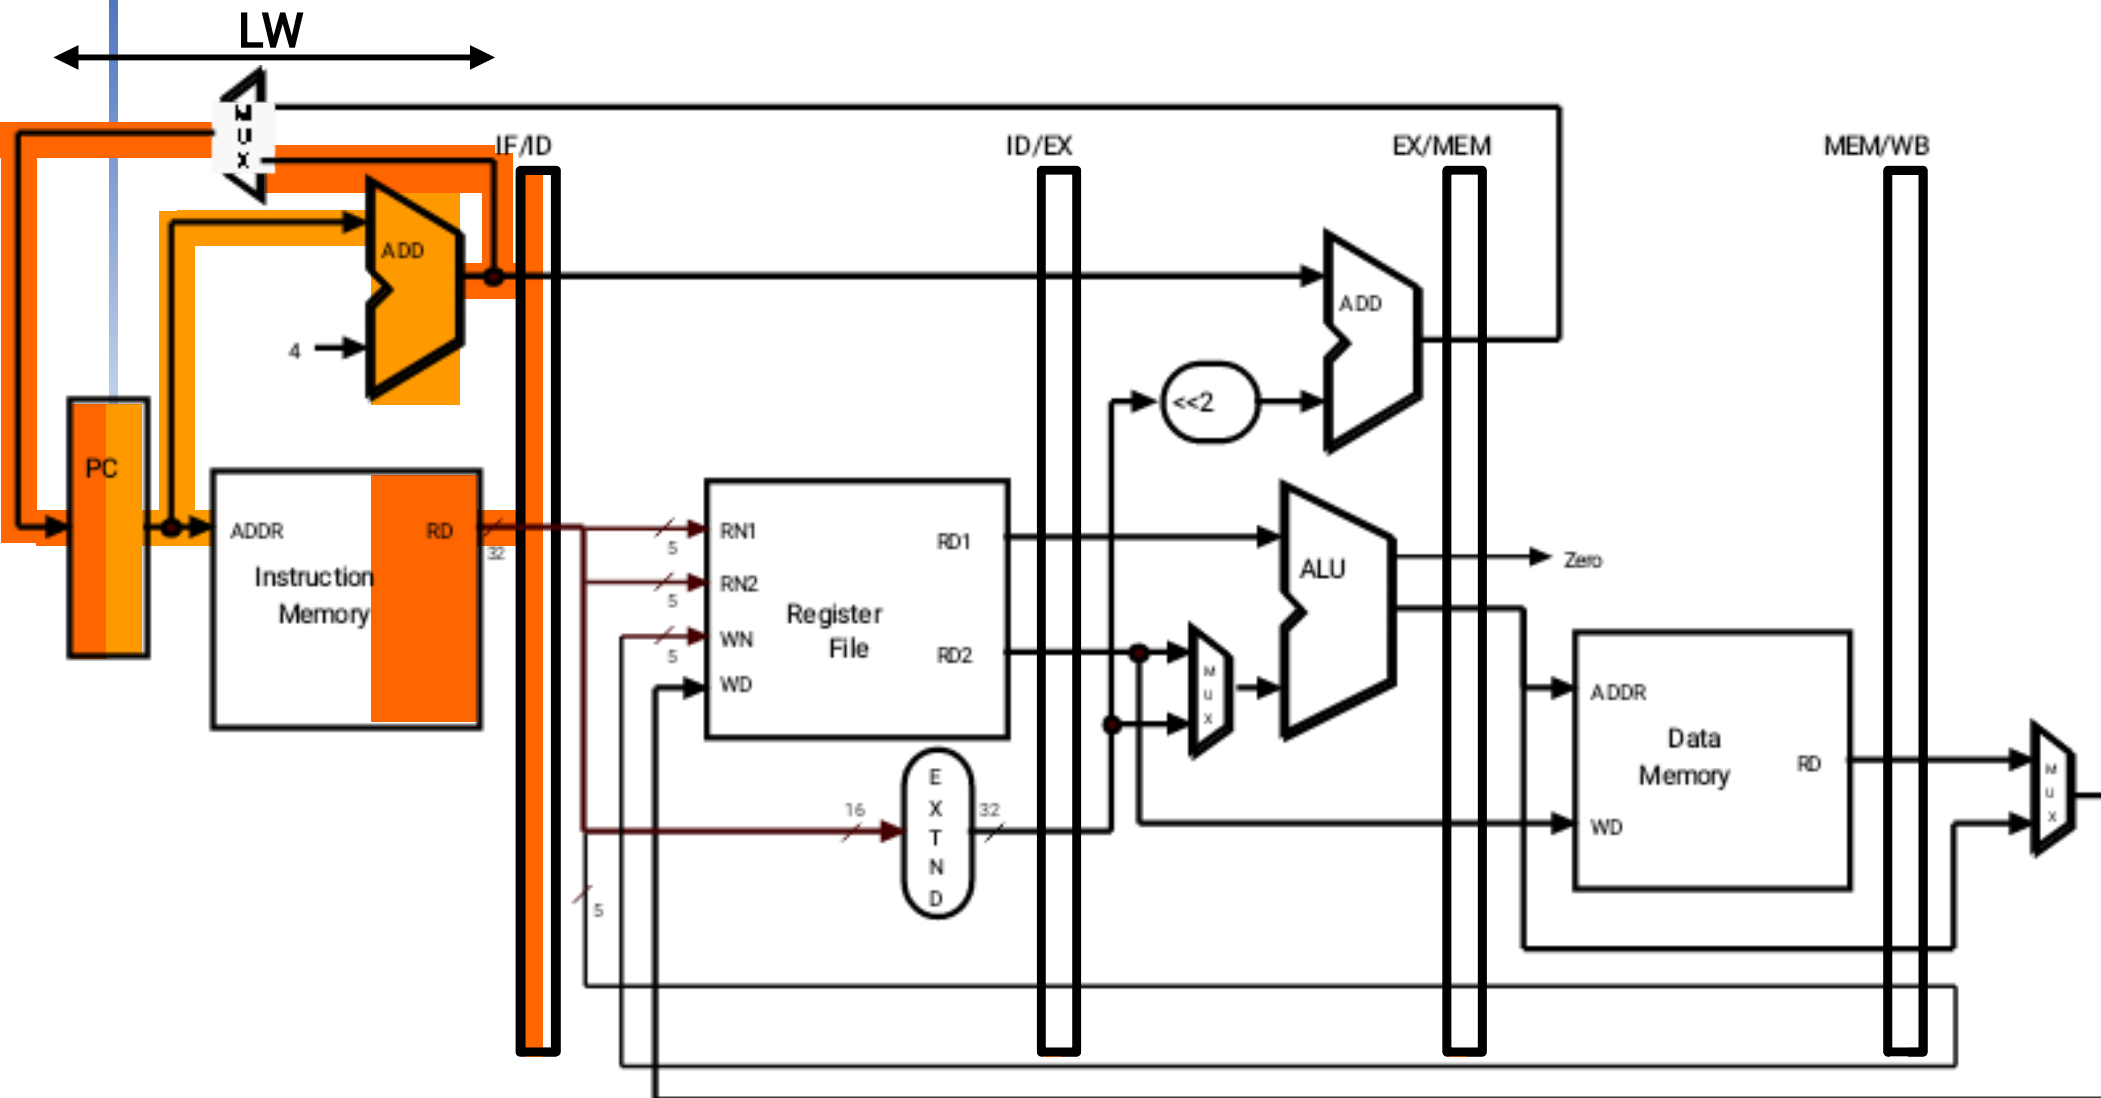 LW
M
U
X
IF/ID
ID/EX
EX/MEM
MEM/WB
ADD
4
ADD
<<2
PC
ADDR
RD
32
Instruction
Memory
5
RN1
5
RN2
5
WN
WD
RD1
RD2
Register
File
ALU
Zero
M
U
X
ADDR
Data
Memory
RD
WD
M
U
X
16
E
X
T
N
D
32
5